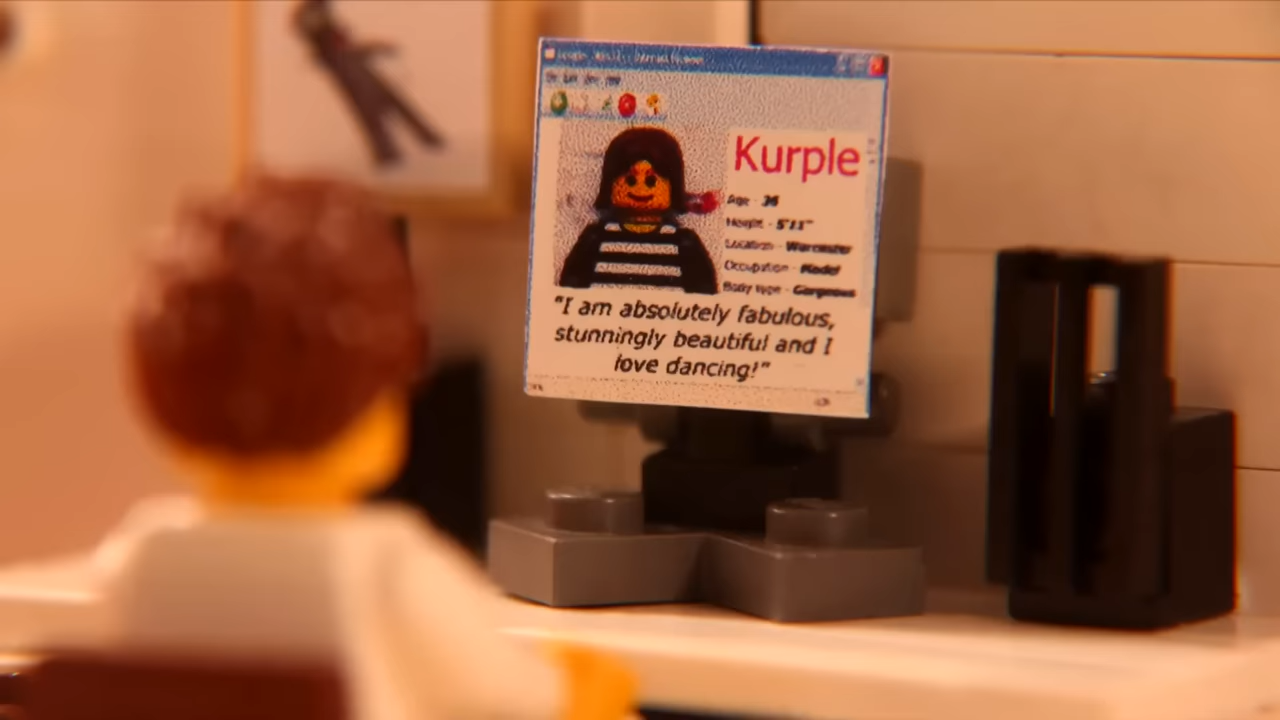 Kurple
Age - 36
Height - 5'11"
Location - Worcester
Occupation - Model
Body type - Gorgeous
"I am absolutely fabulous,
stunningly beautiful and I
love dancing!"